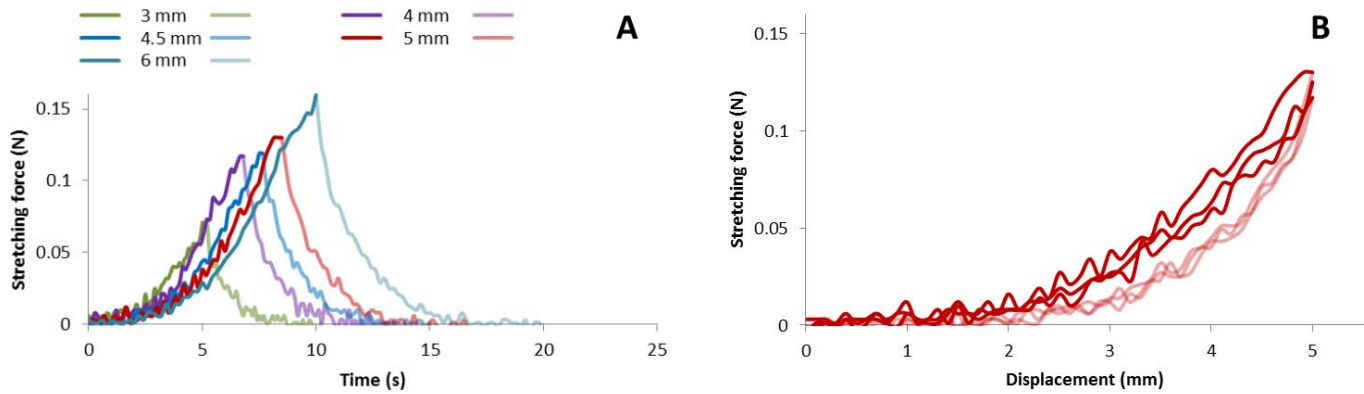 3 mm 4 mm
4.5 mm 5 mm
6 mm
A
Stretching force (N)
0.15
0.1
0.05
0
0 5 10 15 20 25
Time (s)
B
Stretching force (N)
0.15
0.1
0.05
0
0 1 2 3 4 5
Displacement (mm)